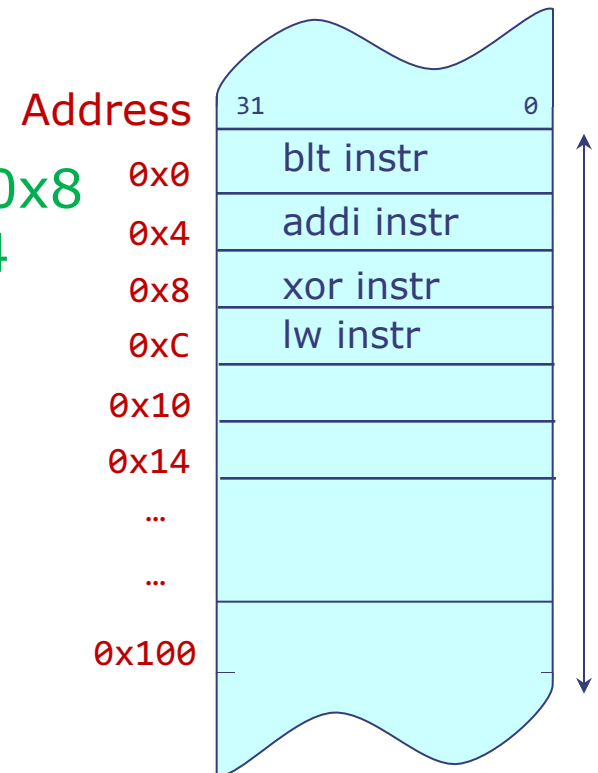 31 0
Address
blt instr
0x8
0x0
addi instr
4
0x4
xor instr
0x8
lw instr
0xC
0x10
0x14
…
…
0x100